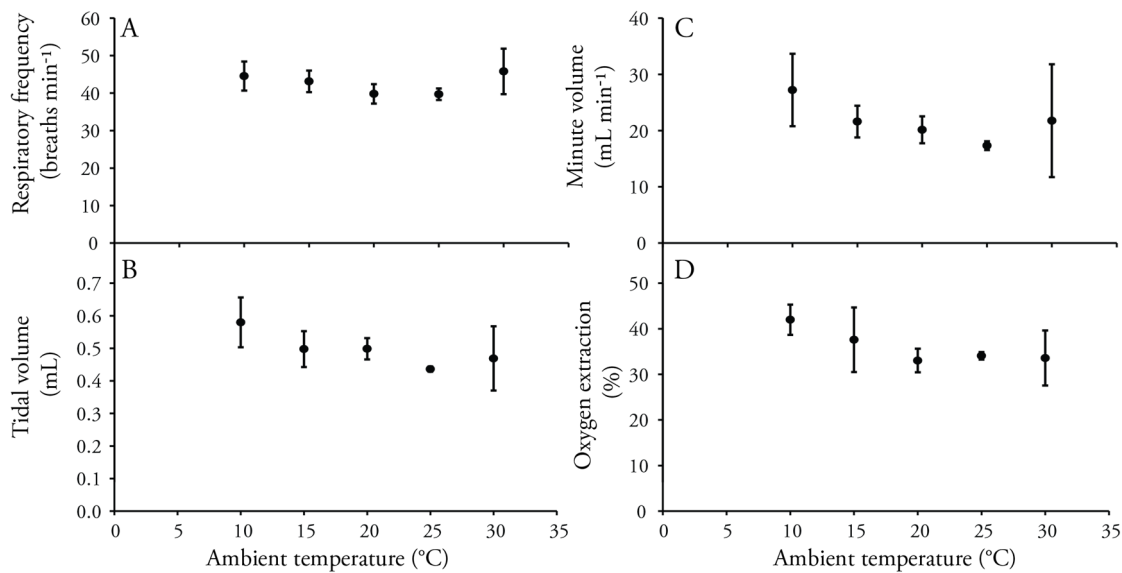 A
Respiratory frequency
(breaths min⁻¹)
60
50
40
30
20
10
0
C
Minute volume
(mL min⁻¹)
40
30
20
10
0
B
Tidal volume
(mL)
0.7
0.6
0.5
0.4
0.3
0.2
0.1
0.0
0 5 10 15 20 25 30 35
Ambient temperature (°C)
D
Oxygen extraction
(%)
50
40
30
20
10
0
0 5 10 15 20 25 30 35
Ambient temperature (°C)